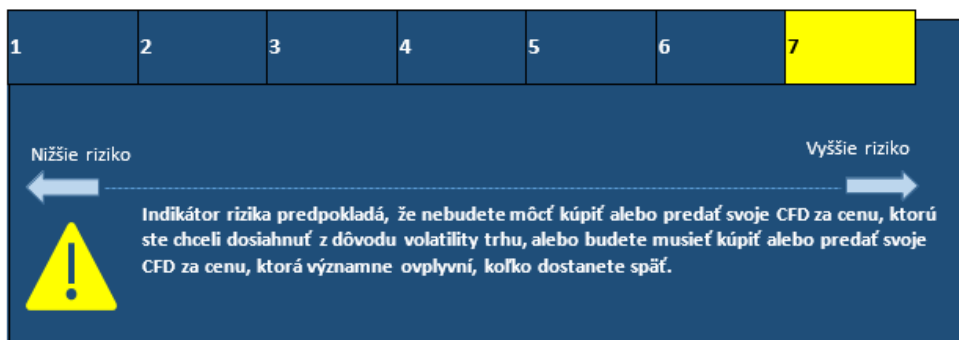 1 2 3 4 5 6 7
Nižšie riziko Vyššie riziko
Indikátor rizika predpokladá, že nebudete môcť kúpiť alebo predať svoje CFD za cenu, ktorú
ste chceli dosiahnuť z dôvodu volatility trhu, alebo budete musieť kúpiť alebo predať svoje
CFD za cenu, ktorá významne ovplyvní, koľko dostanete späť.